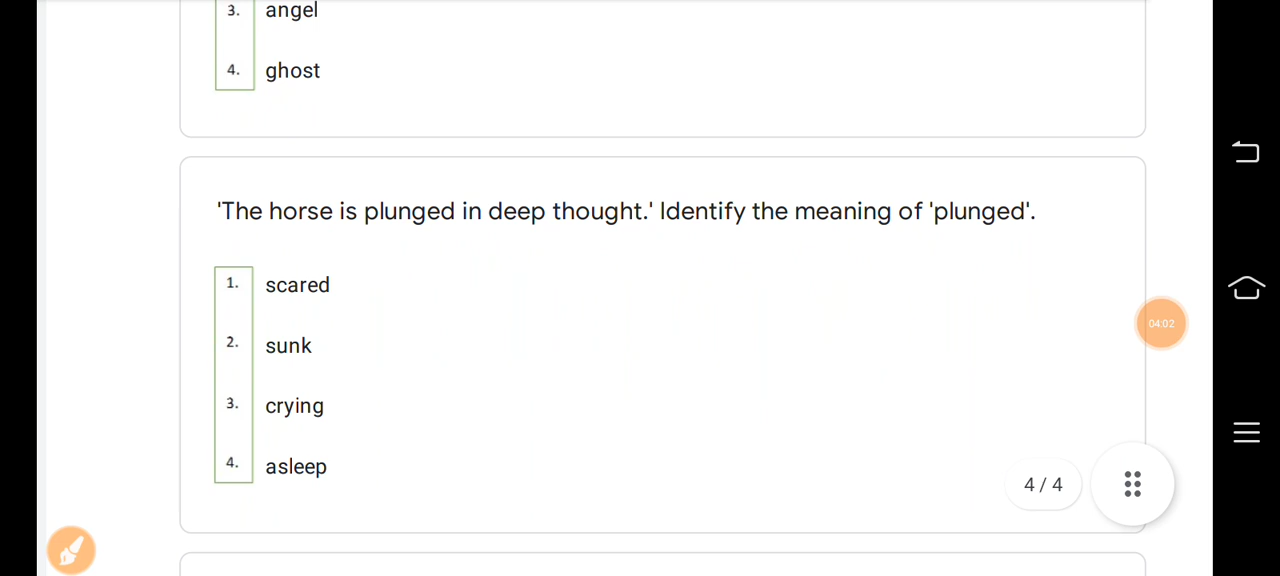 3. angel
4. ghost
'The horse is plunged in deep thought.' Identify the meaning of 'plunged'.
1. scared
2. sunk
3. crying
4. asleep
04:02
4 / 4